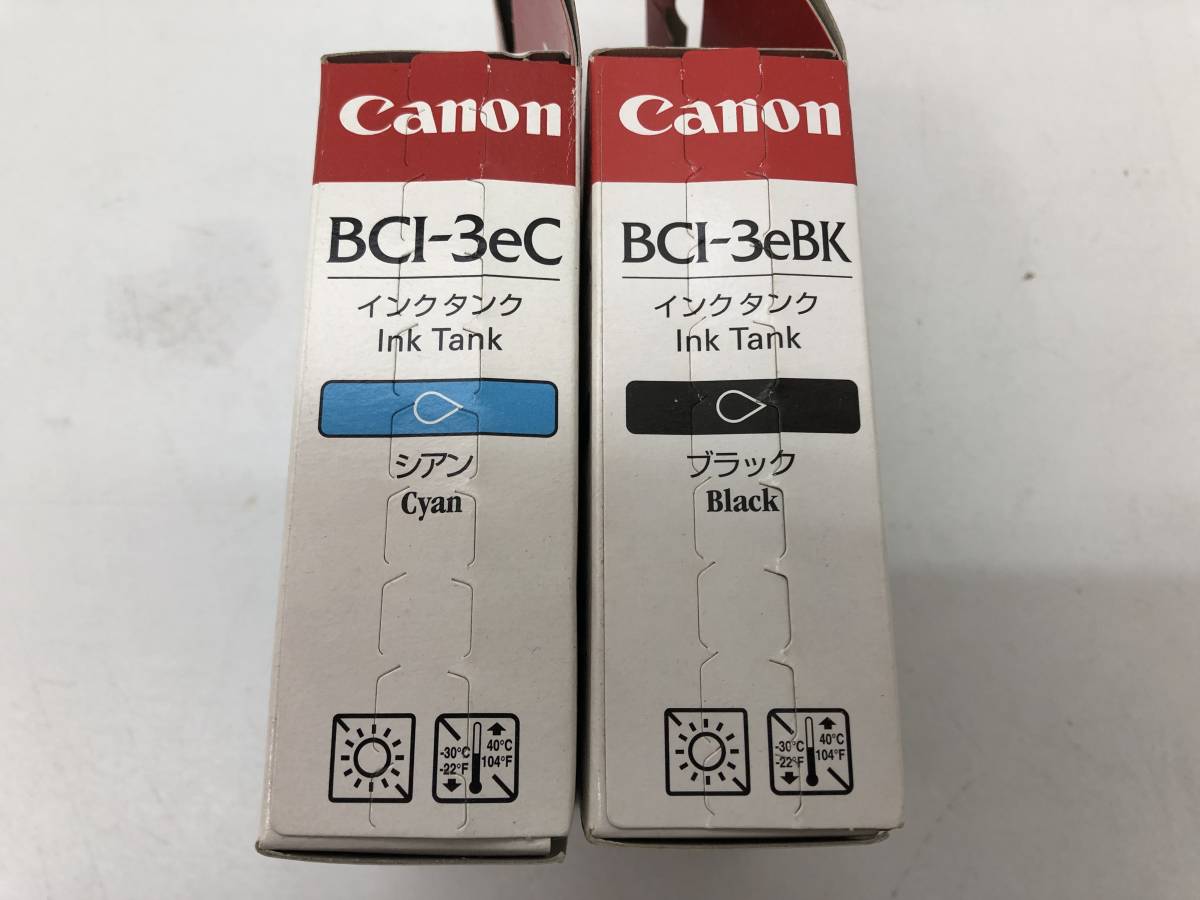 Canon
BCI-3eC
インクタンク
Ink Tank
シアン
Cyan
-30°C
-22°F
40°C
104°F
Canon
BCI-3eBK
インクタンク
Ink Tank
ブラック
Black
-30°C
-22°F
40°C
104°F